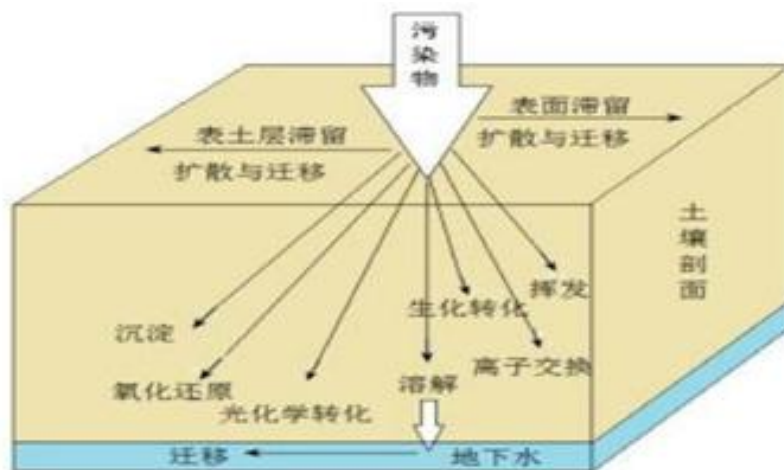 污染物
表面滞留
表土层滞留
扩散与迁移
扩散与迁移
土壤剖面
挥发
生化转化
沉淀
离子交换
氧化还原
溶解
光化学转化
迁移
地下水